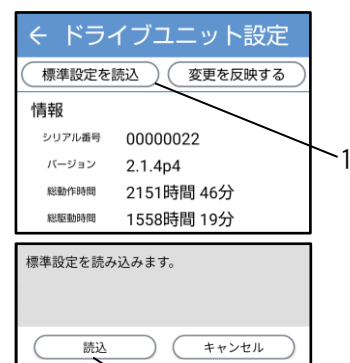 ← ドライブユニット設定
標準設定を読込 変更を反映する
情報
シリアル番号 00000022
バージョン 2.1.4p4
総動作時間 2151時間 46分
総駆動時間 1558時間 19分
1
標準設定を読み込みます。
読込 キャンセル